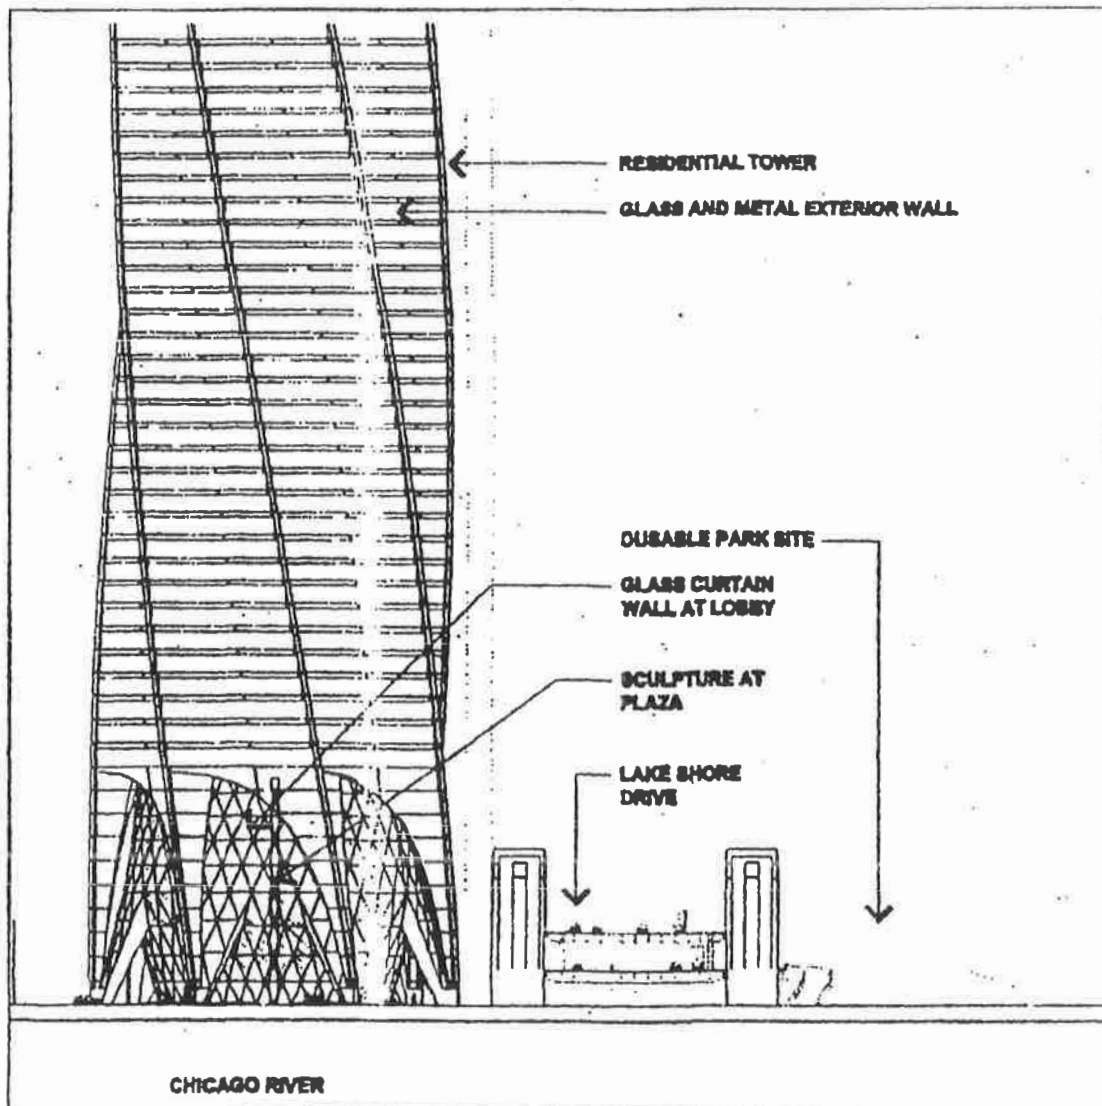 RESIDENTIAL TOWER
GLASS AND METAL EXTERIOR WALL
DUSABLE PARK SITE
GLASS CURTAIN
WALL AT LOBBY
SCULPTURE AT
PLAZA
LAKE SHORE
DRIVE
CHICAGO RIVER